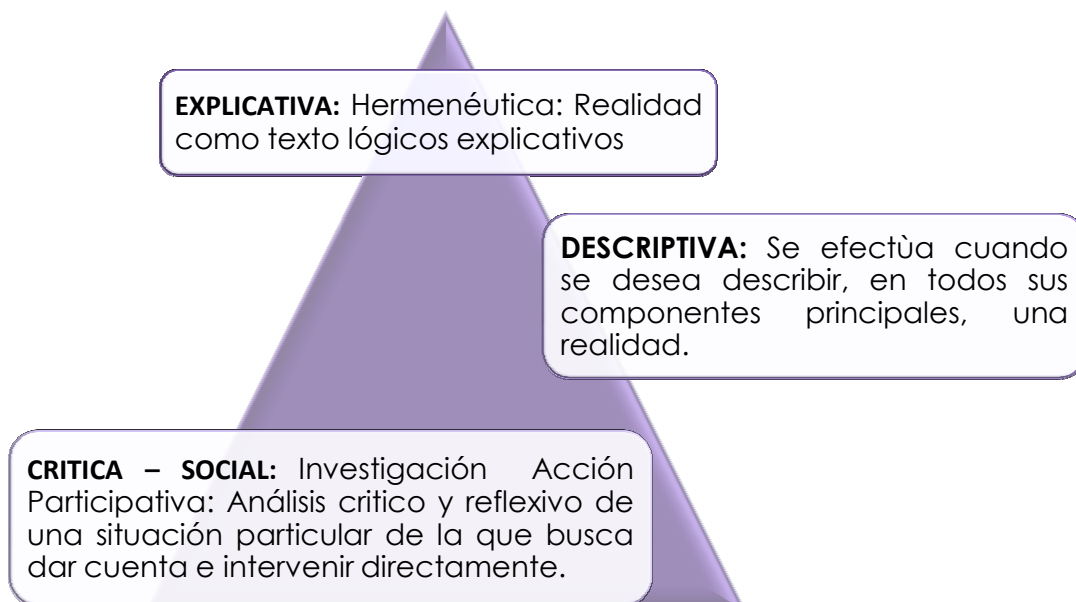 EXPLICATIVA: Hermenéutica: Realidad
como texto lógicos explicativos
DESCRIPTIVA: Se efectùa cuando
se desea describir, en todos sus
componentes principales, una
realidad.
CRITICA – SOCIAL: Investigación Acción
Participativa: Análisis critico y reflexivo de
una situación particular de la que busca
dar cuenta e intervenir directamente.